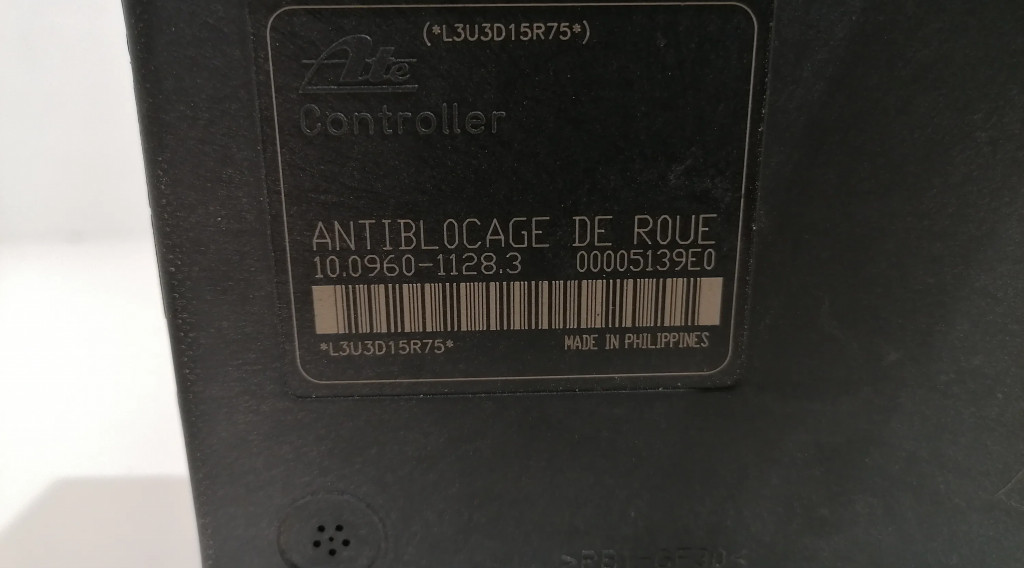 (*L3U3D15R75*)
Ate
Controller
ANTIBLOCAGE DE ROUE
10.0960-1128.3 00005139E0
*L3U3D15R75*
MADE IN PHILIPPINES